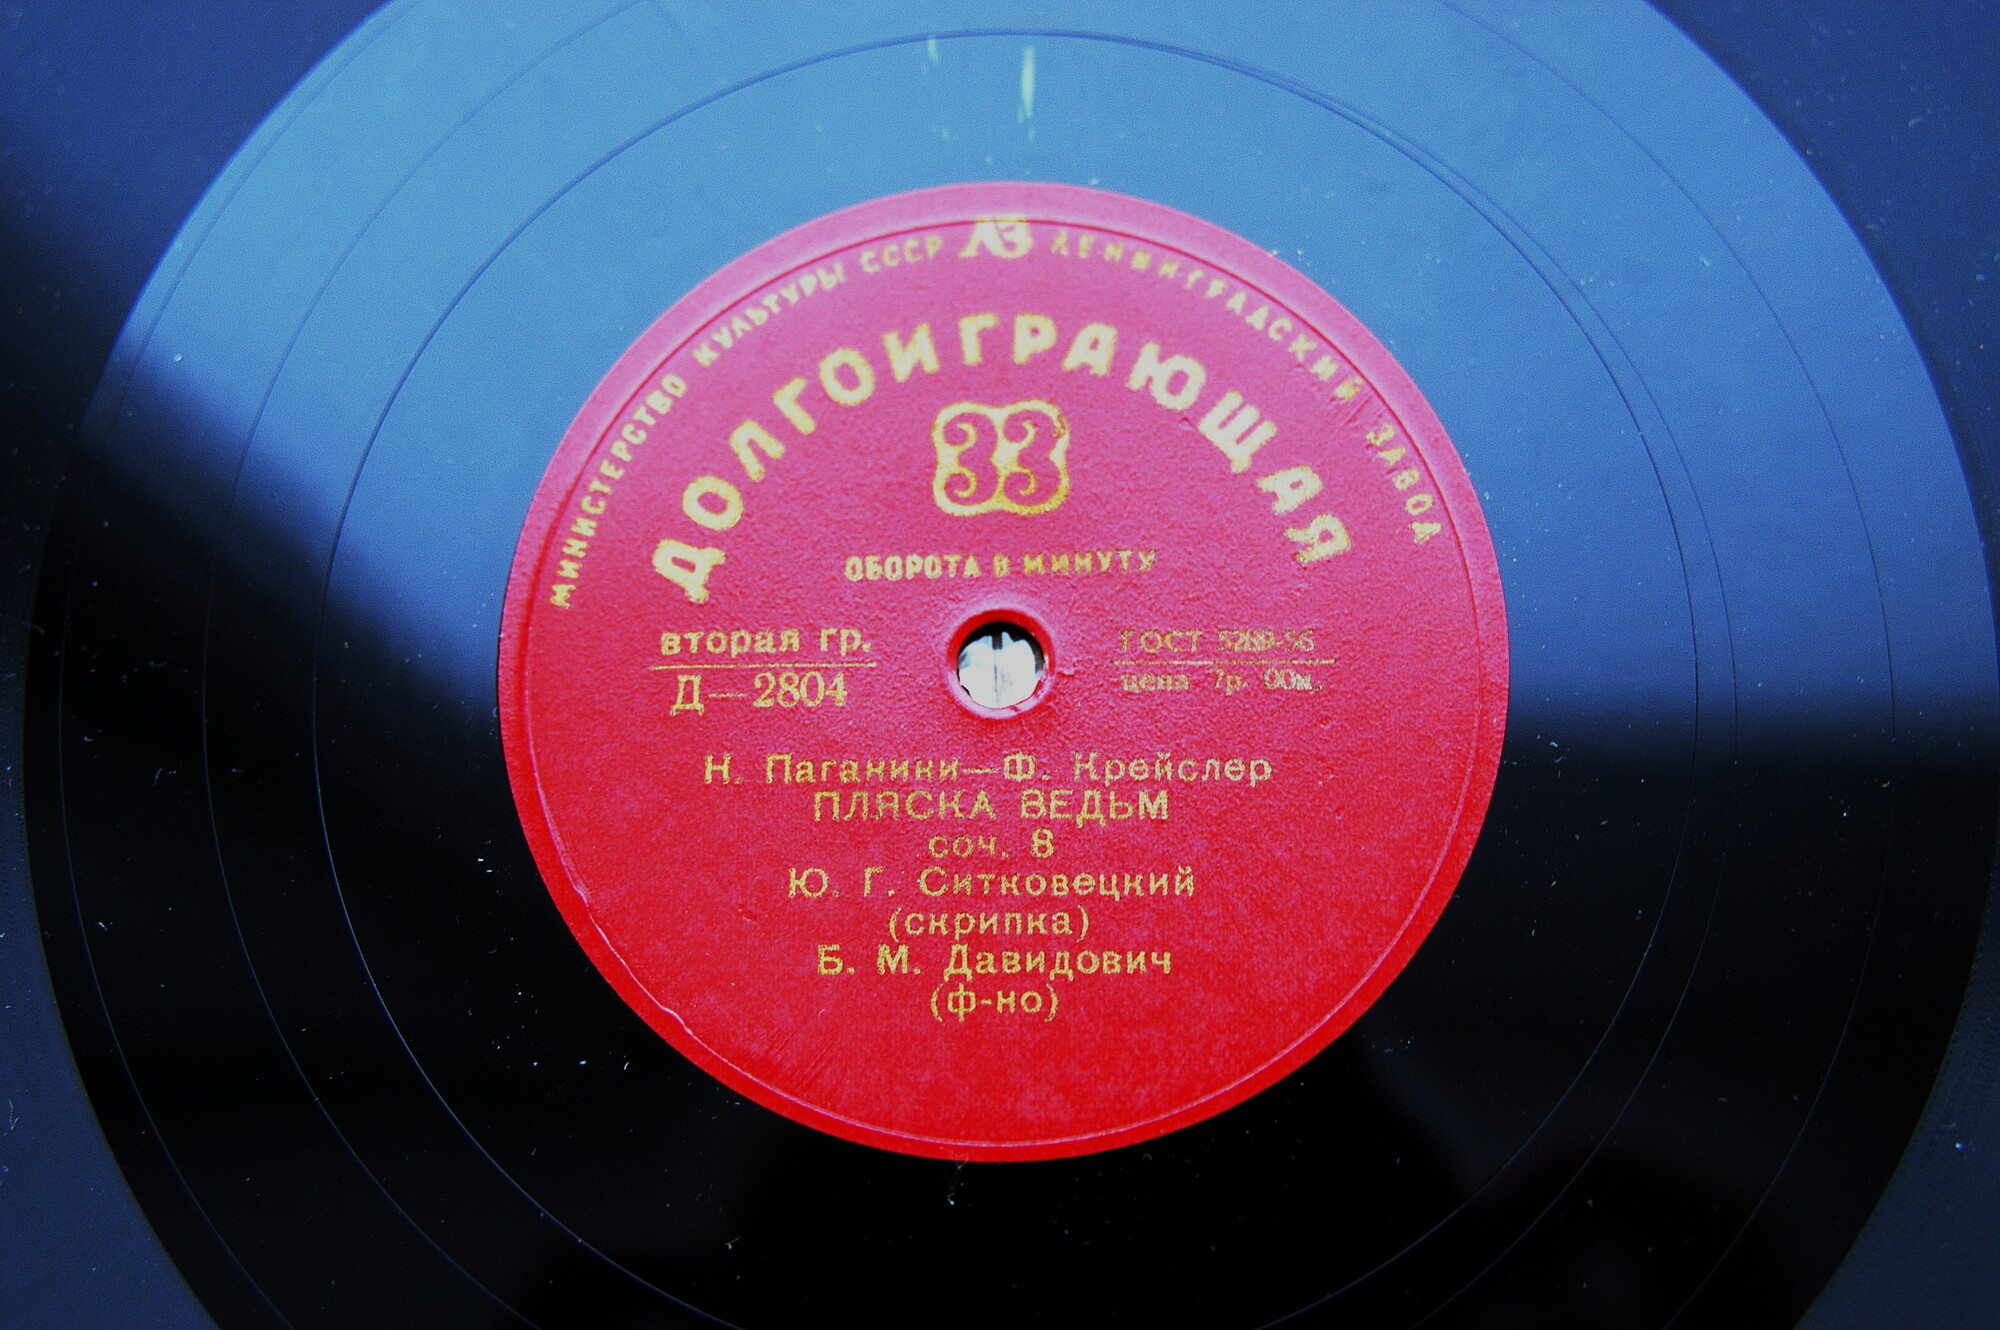 МИНИСТЕРСТВО КУЛЬТУРЫ СССР ЛЗ ЛЕНИНГРАДСКИЙ ЗАВОД
ДОЛГОИГРАЮЩАЯ
33
ОБОРОТА В МИНУТУ
вторая гр.
Д—2804
ГОСТ 5289-56
цена 7р. 00к.
Н. Паганини—Ф. Крейслер
ПЛЯСКА ВЕДЬМ
соч. 8
Ю. Г. Ситковецкий
(скрипка)
Б. М. Давидович
(ф-но)